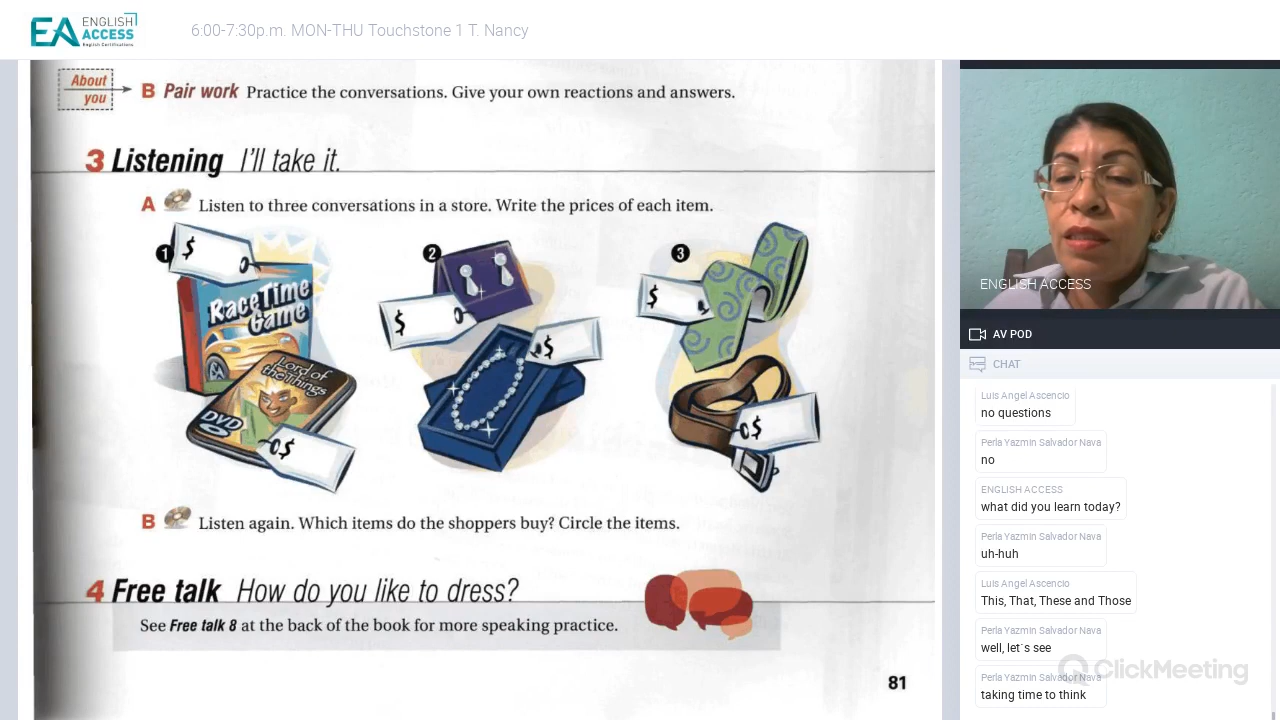 EA ENGLISH ACCESS
English Certifications
6:00-7:30p.m. MON-THU Touchstone 1 T. Nancy
About you
B Pair work Practice the conversations. Give your own reactions and answers.
3 Listening I'll take it.
A Listen to three conversations in a store. Write the prices of each item.
1
$
RaceTime Game
Lord of the Things
DVD
$
2
$
$
3
$
$
B Listen again. Which items do the shoppers buy? Circle the items.
4 Free talk How do you like to dress?
See Free talk 8 at the back of the book for more speaking practice.
81
ENGLISH ACCESS
AV POD
CHAT
Luis Angel Ascencio
no questions
Perla Yazmin Salvador Nava
no
ENGLISH ACCESS
what did you learn today?
Perla Yazmin Salvador Nava
uh-huh
Luis Angel Ascencio
This, That, These and Those
Perla Yazmin Salvador Nava
well, let´s see
Perla Yazmin Salvador Nava
taking time to think
ClickMeeting